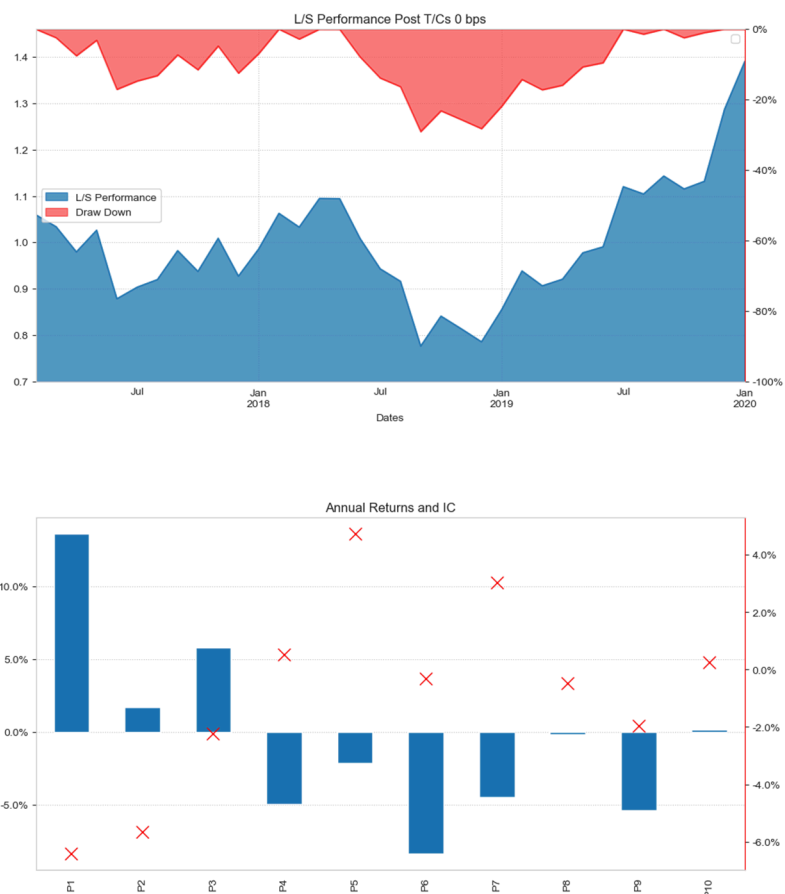 L/S Performance Post T/Cs 0 bps
1.4
1.3
1.2
1.1
1.0
0.9
0.8
0.7
L/S Performance
Draw Down
0%
-20%
-40%
-60%
-80%
-100%
Jul
Jan
2018
Jul
Jan
2019
Jul
Jan
2020
Dates
Annual Returns and IC
10.0%
5.0%
0.0%
-5.0%
4.0%
2.0%
0.0%
-2.0%
-4.0%
-6.0%
P1
P2
P3
P4
P5
P6
P7
P8
P9
P10